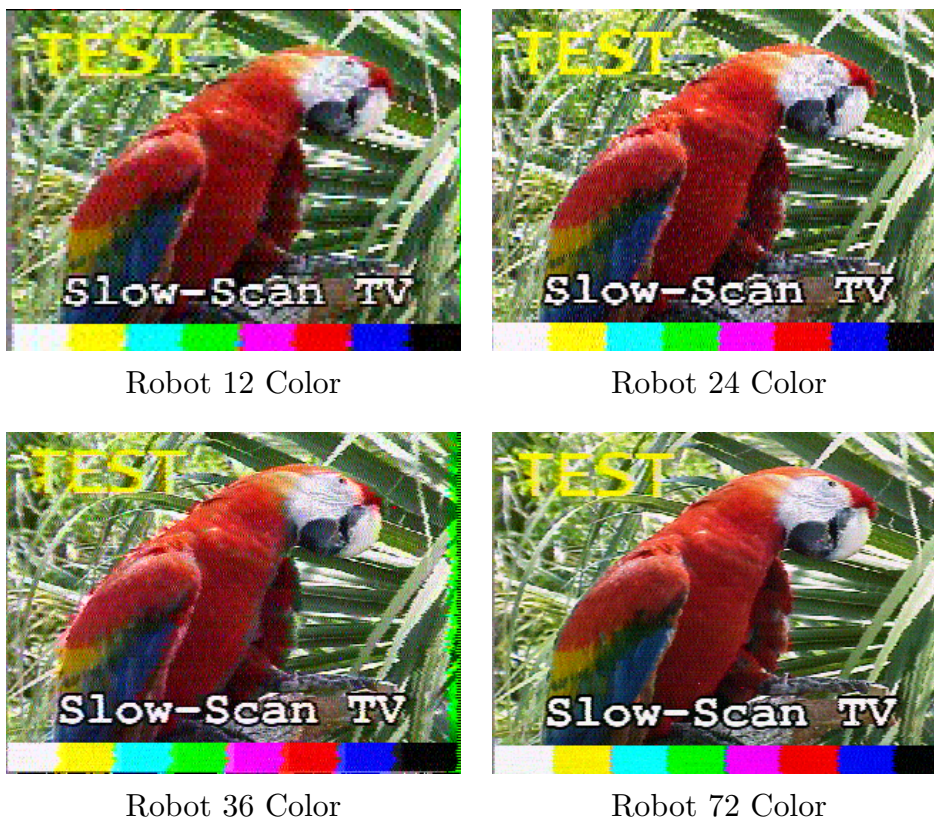 TEST
Slow-Scan TV
Robot 12 Color
TEST
Slow-Scan TV
Robot 24 Color
TEST
Slow-Scan TV
Robot 36 Color
TEST
Slow-Scan TV
Robot 72 Color